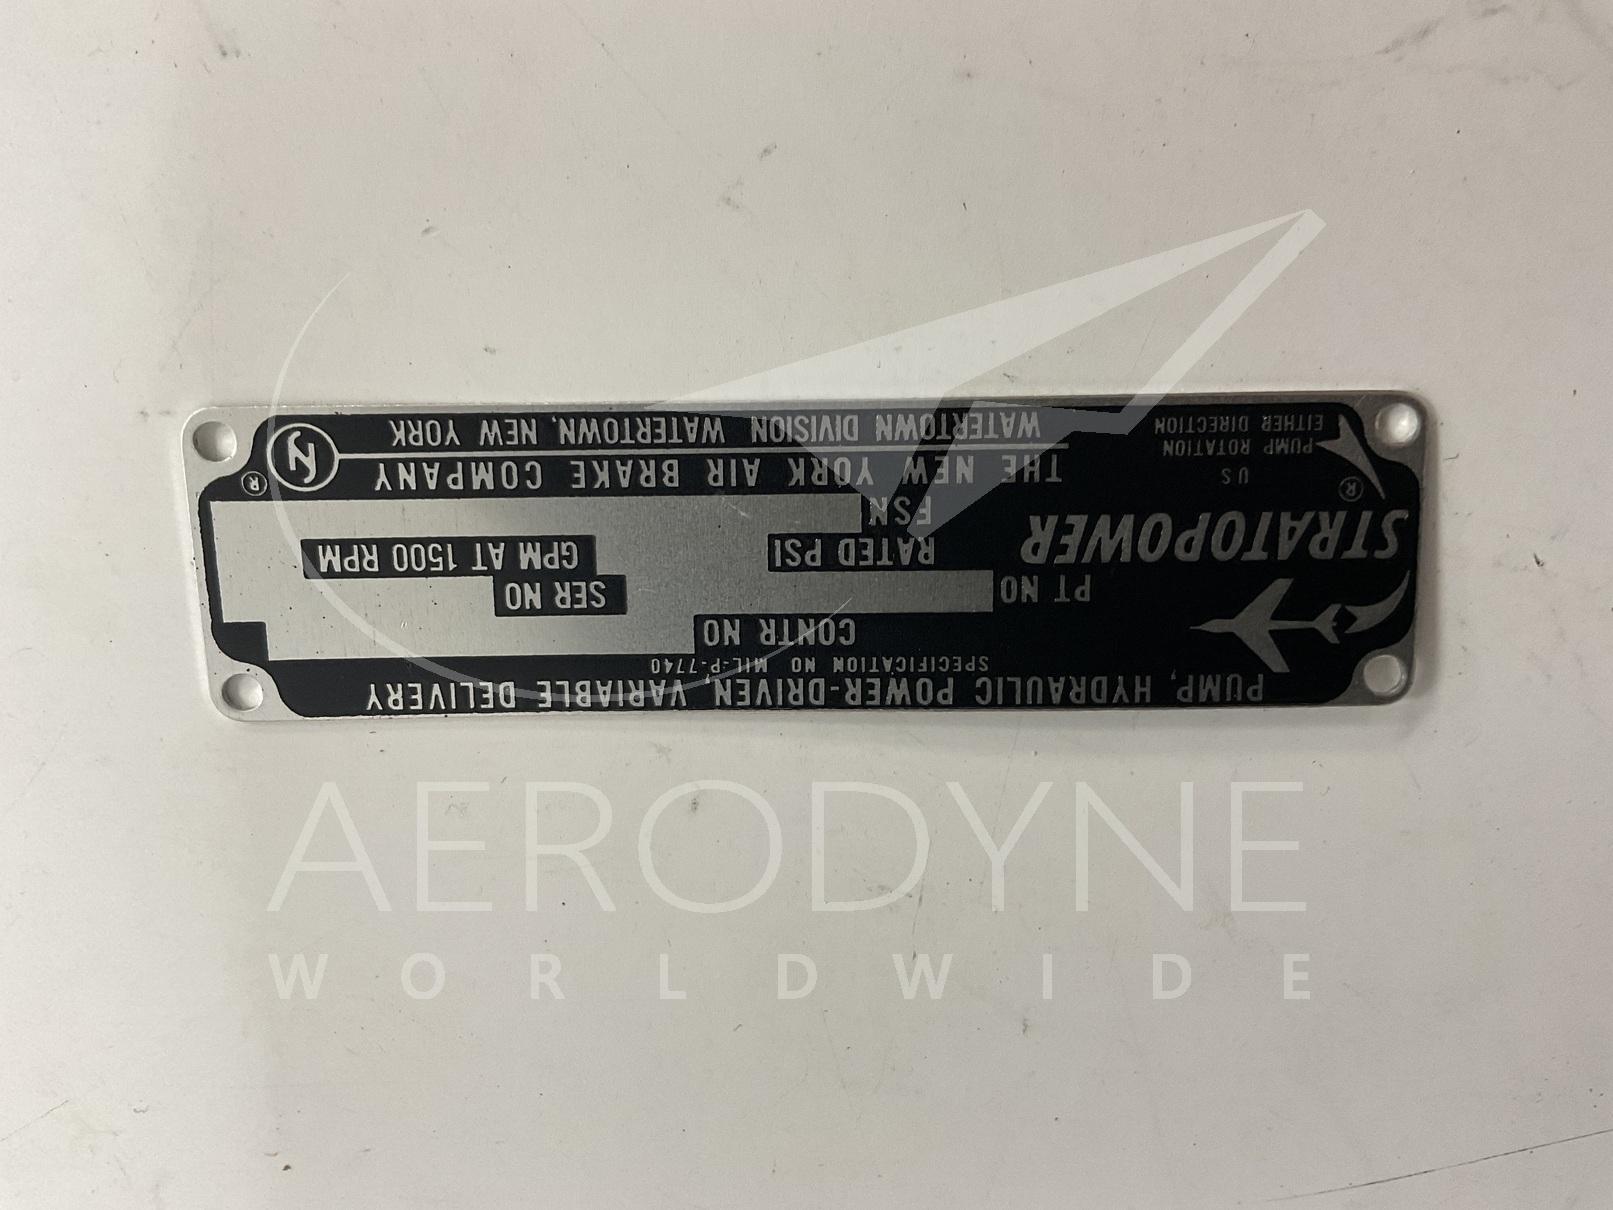 PUMP, HYDRAULIC POWER-DRIVEN, VARIABLE DELIVERY
SPECIFICATION NO MIL-P-7740
CONTR NO
PT NO
SER NO
STRATOPOWER ®
RATED PSI
GPM AT 1500 RPM
FSN
U S
PUMP ROTATION
EITHER DIRECTION
THE NEW YORK AIR BRAKE COMPANY ®
WATERTOWN DIVISION WATERTOWN, NEW YORK
AERODYNE
WORLDWIDE